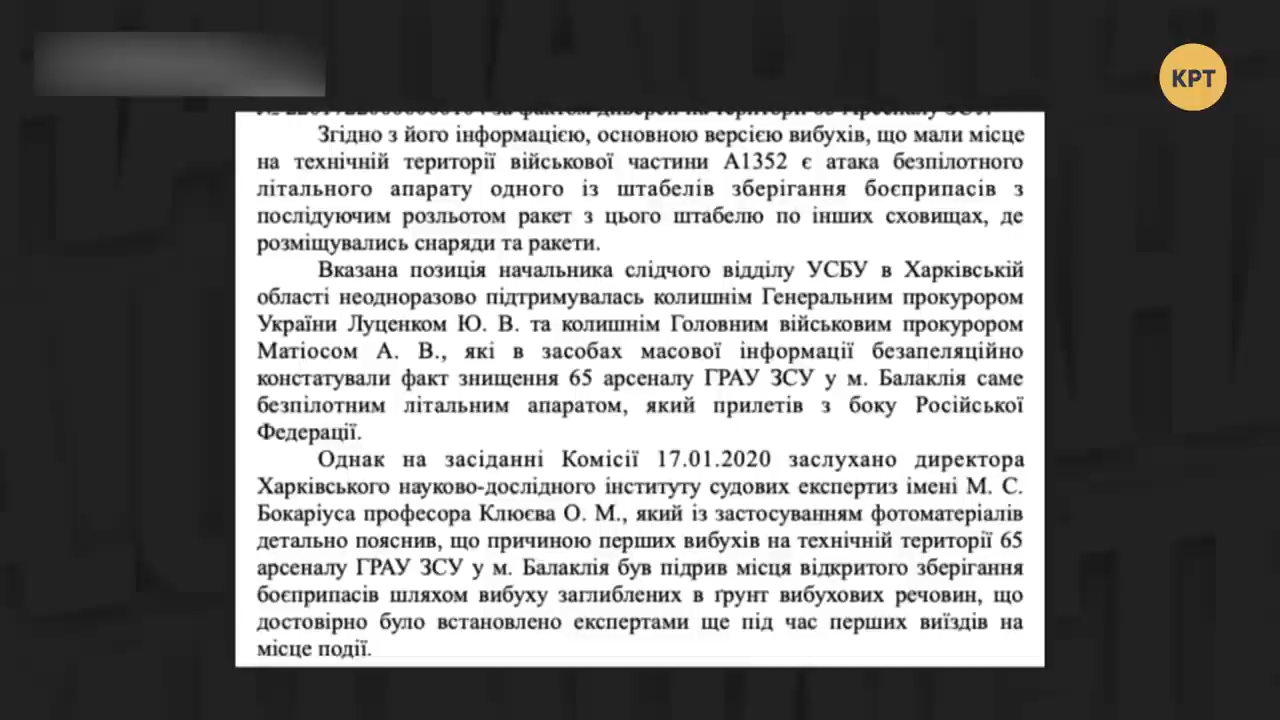 КРТ
Згідно з його інформацією, основною версією вибухів, що мали місце
на технічній території військової частини А1352 є атака безпілотного
літального апарату одного із штабелів зберігання боєприпасів з
послідуючим розльотом ракет з цього штабелю по інших сховищах, де
розміщувались снаряди та ракети.
Вказана позиція начальника слідчого відділу УСБУ в Харківській
області неодноразово підтримувалась колишнім Генеральним прокурором
України Луценком Ю. В. та колишнім Головним військовим прокурором
Матіосом А. В., які в засобах масової інформації безапеляційно
констатували факт знищення 65 арсеналу ГРАУ ЗСУ у м. Балаклія саме
безпілотним літальним апаратом, який прилетів з боку Російської
Федерації.
Однак на засіданні Комісії 17.01.2020 заслухано директора
Харківського науково-дослідного інституту судових експертиз імені М. С.
Бокаріуса професора Клюєва О. М., який із застосуванням фотоматеріалів
детально пояснив, що причиною перших вибухів на технічній території 65
арсеналу ГРАУ ЗСУ у м. Балаклія був підрив місця відкритого зберігання
боєприпасів шляхом вибуху заглиблених в ґрунт вибухових речовин, що
достовірно було встановлено експертами ще під час перших виїздів на
місце події.